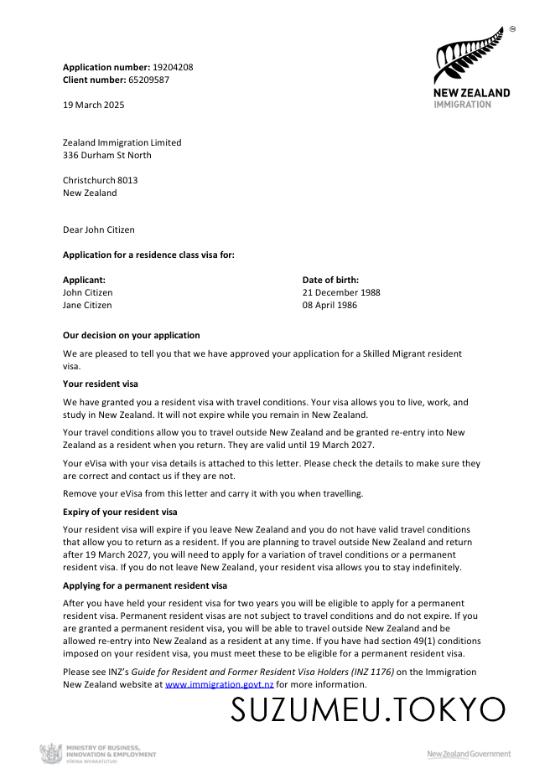 Application number: 19204208
Client number: 65209587
NEW ZEALAND
IMMIGRATION
19 March 2025
Zealand Immigration Limited
336 Durham St North
Christchurch 8013
New Zealand
Dear John Citizen
Application for a residence class visa for:
Applicant: Date of birth:
John Citizen 21 December 1988
Jane Citizen 08 April 1986
Our decision on your application
We are pleased to tell you that we have approved your application for a Skilled Migrant resident
visa.
Your resident visa
We have granted you a resident visa with travel conditions. Your visa allows you to live, work, and
study in New Zealand. It will not expire while you remain in New Zealand.
Your travel conditions allow you to travel outside New Zealand and be granted re-entry into New
Zealand as a resident when you return. They are valid until 19 March 2027.
Your eVisa with your visa details is attached to this letter. Please check the details to make sure they
are correct and contact us if they are not.
Remove your eVisa from this letter and carry it with you when travelling.
Expiry of your resident visa
Your resident visa will expire if you leave New Zealand and you do not have valid travel conditions
that allow you to return as a resident. If you are planning to travel outside New Zealand and return
after 19 March 2027, you will need to apply for a variation of travel conditions or a permanent
resident visa. If you do not leave New Zealand, your resident visa allows you to stay indefinitely.
Applying for a permanent resident visa
After you have held your resident visa for two years you will be eligible to apply for a permanent
resident visa. Permanent resident visas are not subject to travel conditions and do not expire. If you
are granted a permanent resident visa, you will be able to travel outside New Zealand and be
allowed re-entry into New Zealand as a resident at any time. If you have had section 49(1) conditions
imposed on your resident visa, you must meet these to be eligible for a permanent resident visa.
Please see INZ's Guide for Resident and Former Resident Visa Holders (INZ 1176) on the Immigration
New Zealand website at www.immigration.govt.nz for more information.
SUZUMEU.TOKYO
MINISTRY OF BUSINESS,
INNOVATION & EMPLOYMENT
HĪKINA WHAKATUTUKI
New Zealand Government